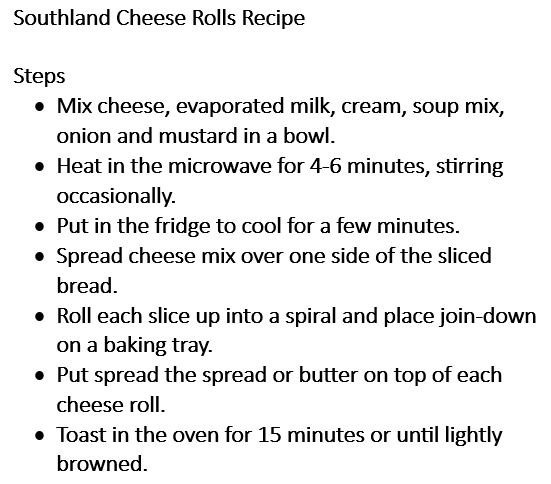 Southland Cheese Rolls Recipe
Steps
• Mix cheese, evaporated milk, cream, soup mix,
onion and mustard in a bowl.
• Heat in the microwave for 4-6 minutes, stirring
occasionally.
• Put in the fridge to cool for a few minutes.
• Spread cheese mix over one side of the sliced
bread.
• Roll each slice up into a spiral and place join-down
on a baking tray.
• Put spread the spread or butter on top of each
cheese roll.
• Toast in the oven for 15 minutes or until lightly
browned.